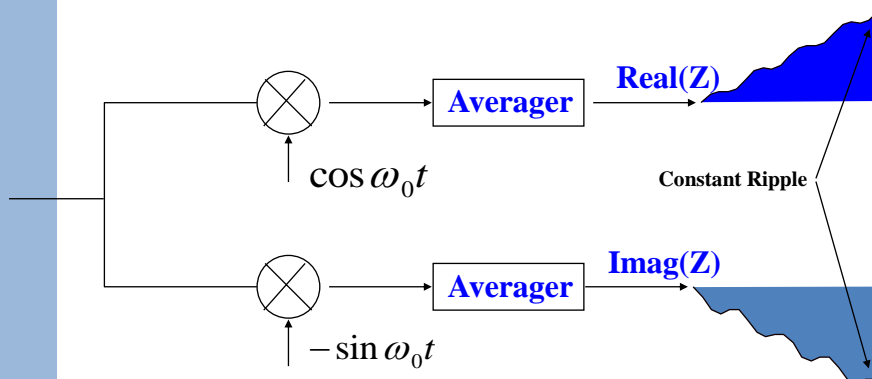 Real(Z)
Averager
cos ω₀t
Constant Ripple
Imag(Z)
Averager
− sin ω₀t